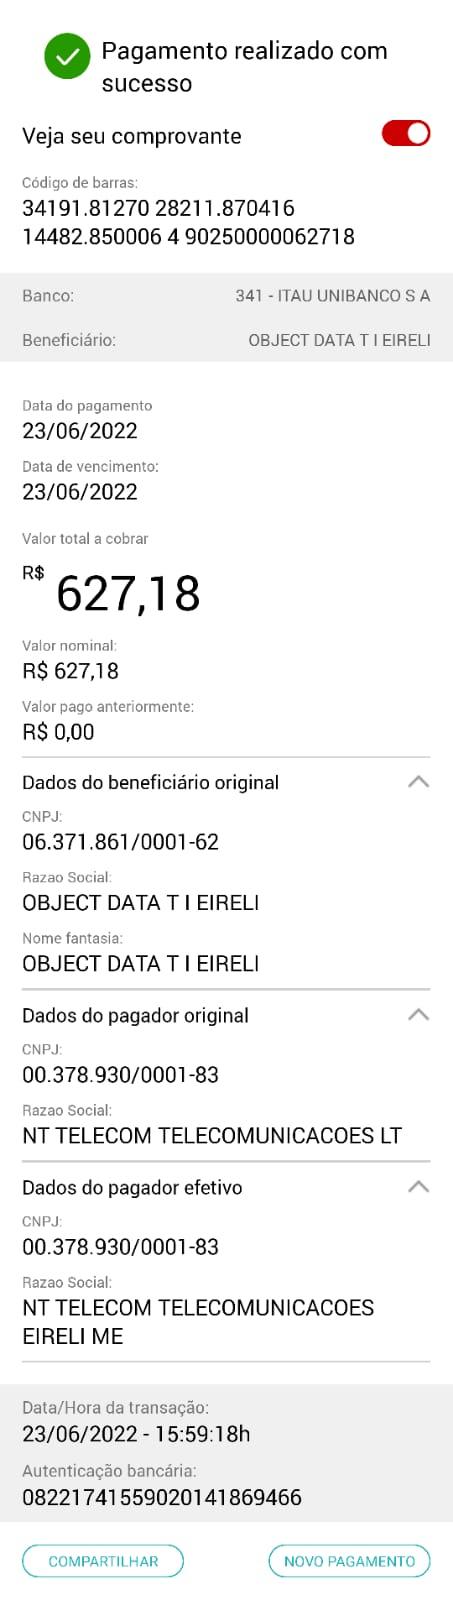 Pagamento realizado com
sucesso
Veja seu comprovante
Código de barras:
34191.81270 28211.870416
14482.850006 4 90250000062718
Banco: 341 - ITAU UNIBANCO S A
Beneficiário: OBJECT DATA T I EIRELI
Data do pagamento
23/06/2022
Data de vencimento:
23/06/2022
Valor total a cobrar
R$ 627,18
Valor nominal:
R$ 627,18
Valor pago anteriormente:
R$ 0,00
Dados do beneficiário original
CNPJ:
06.371.861/0001-62
Razao Social:
OBJECT DATA T I EIRELI
Nome fantasia:
OBJECT DATA T I EIRELI
Dados do pagador original
CNPJ:
00.378.930/0001-83
Razao Social:
NT TELECOM TELECOMUNICACOES LT
Dados do pagador efetivo
CNPJ:
00.378.930/0001-83
Razao Social:
NT TELECOM TELECOMUNICACOES
EIRELI ME
Data/Hora da transação:
23/06/2022 - 15:59:18h
Autenticação bancária:
08221741559020141869466
COMPARTILHAR NOVO PAGAMENTO